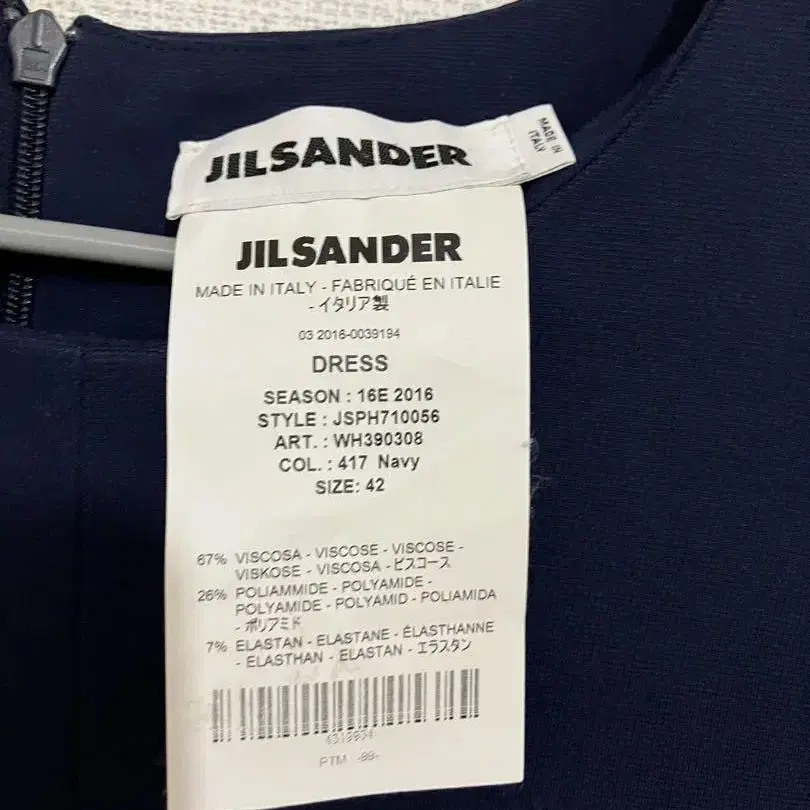 JILSANDER
MADE IN
ITALY
JILSANDER
MADE IN ITALY - FABRIQUÉ EN ITALIE
- イタリア製
03 2016-0039194
DRESS
SEASON : 16E 2016
STYLE : JSPH710056
ART. : WH390308
COL. : 417 Navy
SIZE: 42
67% VISCOSA - VISCOSE - VISCOSE -
VISKOSE - VISCOSA - ビスコース
26% POLIAMMIDE - POLYAMIDE -
POLYAMIDE - POLYAMID - POLIAMIDA
- ポリアミド
7% ELASTAN - ELASTANE - ÉLASTHANNE
- ELASTHAN - ELASTAN - エラスタン
PTM -99-